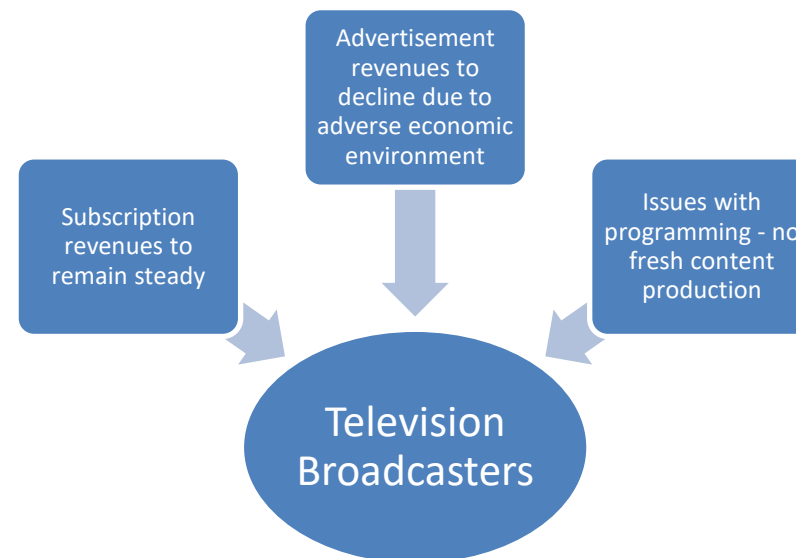 Advertisement
revenues to
decline due to
adverse economic
environment
Subscription
revenues to
remain steady
Issues with
programming - no
fresh content
production
Television
Broadcasters